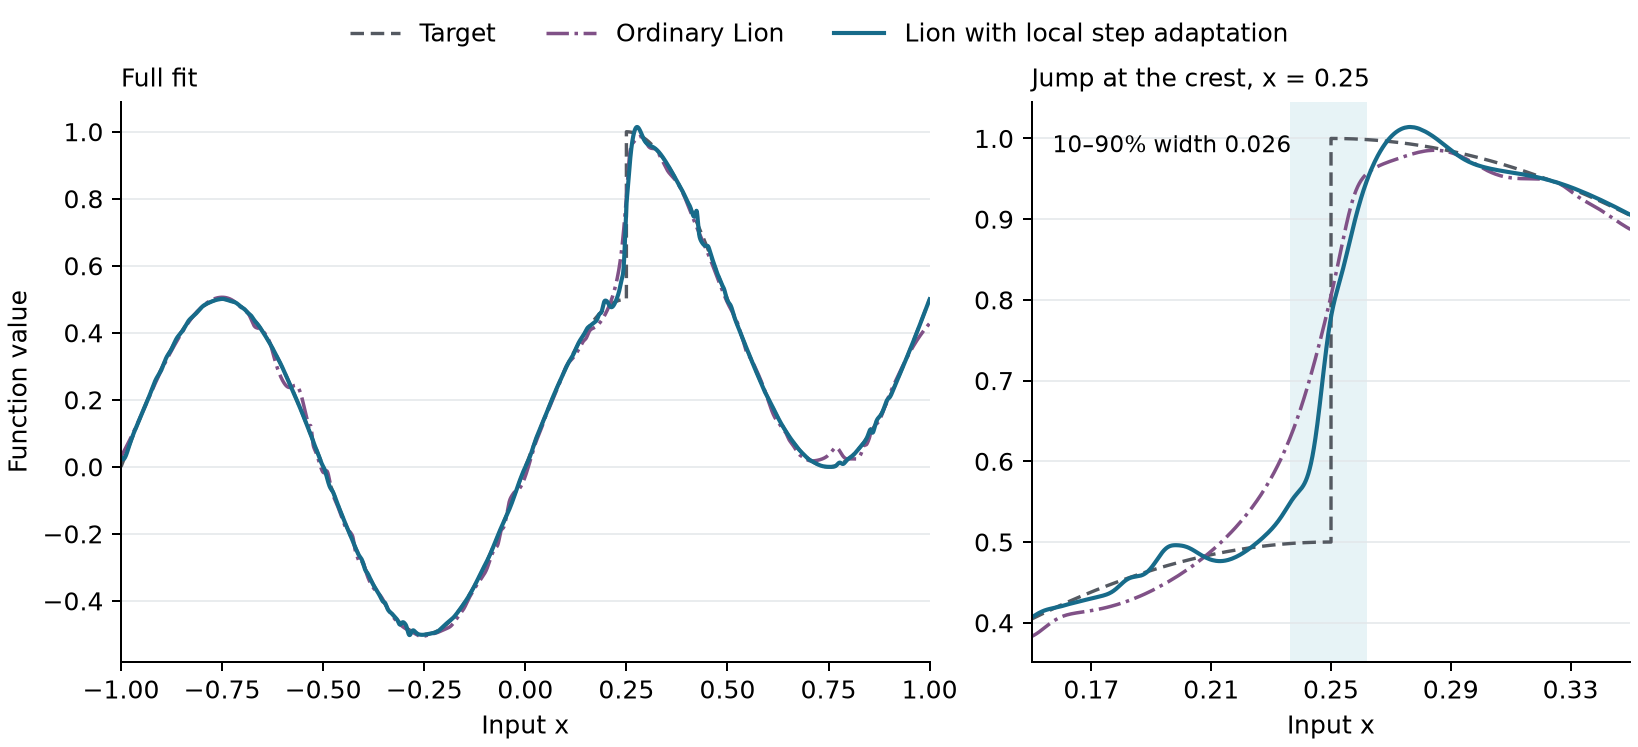 Target
Ordinary Lion
Lion with local step adaptation
Full fit
Function value
1.0
0.8
0.6
0.4
0.2
0.0
−0.2
−0.4
−1.00 −0.75 −0.50 −0.25 0.00 0.25 0.50 0.75 1.00
Input x
Jump at the crest, x = 0.25
10–90% width 0.026
1.0
0.9
0.8
0.7
0.6
0.5
0.4
0.17 0.21 0.25 0.29 0.33
Input x